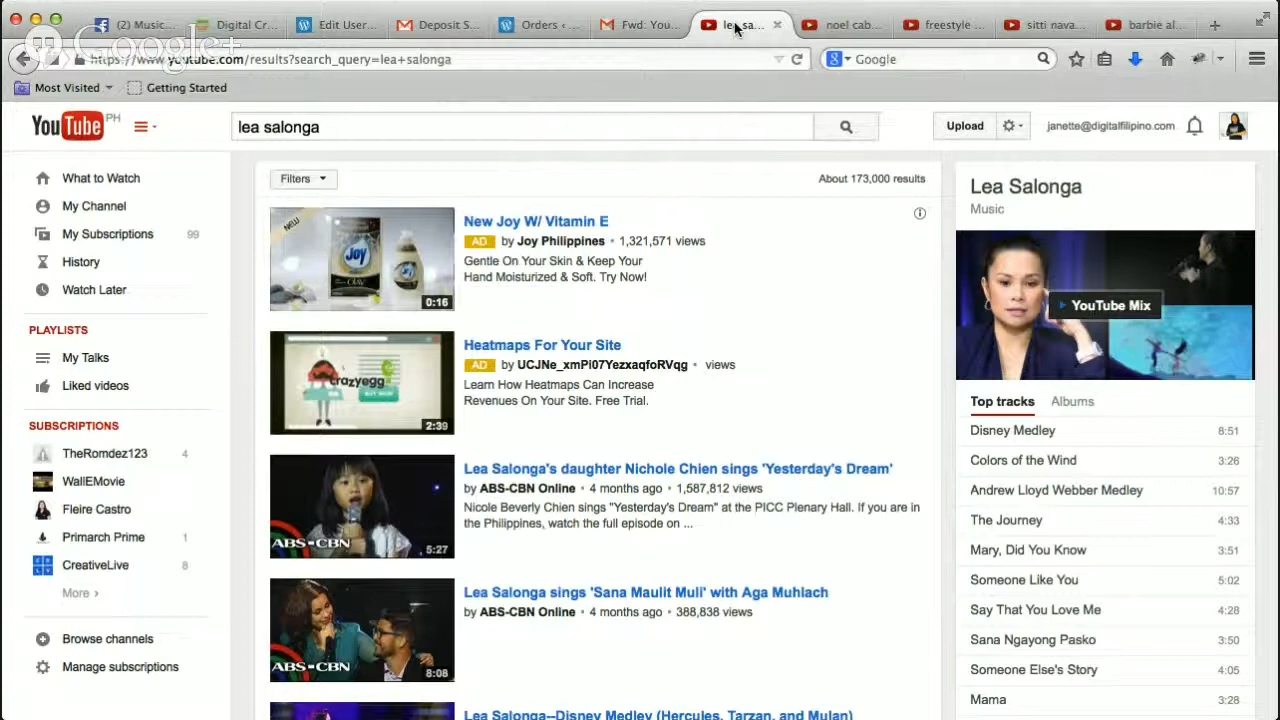 (Music...
Digital Cr...
Edit User...
Deposit S...
Orders ‹ ...
Fwd: You...
lea sa...
noel cab...
freestyle ...
sitti nava...
barbie al...
Google+
https://www.youtube.com/results?search_query=lea+salonga
Google
Most Visited
Getting Started
YouTube PH
lea salonga
Upload
janette@digitalfilipino.com
What to Watch
My Channel
My Subscriptions 99
History
Watch Later
PLAYLISTS
My Talks
Liked videos
SUBSCRIPTIONS
TheRomdez123 4
WallEMovie
Fleire Castro
Primarch Prime 1
CreativeLive 8
More ›
Browse channels
Manage subscriptions
Filters
About 173,000 results
NEW
Joy
0:16
New Joy W/ Vitamin E
AD by Joy Philippines • 1,321,571 views
Gentle On Your Skin & Keep Your
Hand Moisturized & Soft. Try Now!
crazyegg
BUY NOW
2:39
Heatmaps For Your Site
AD by UCJNe_xmPi07YezxaqfoRVqg • views
Learn How Heatmaps Can Increase
Revenues On Your Site. Free Trial.
ABS-CBN
5:27
Lea Salonga's daughter Nichole Chien sings 'Yesterday's Dream'
by ABS-CBN Online • 4 months ago • 1,587,812 views
Nicole Beverly Chien sings "Yesterday's Dream" at the PICC Plenary Hall. If you are in
the Philippines, watch the full episode on ...
ABS-CBN
8:08
Lea Salonga sings 'Sana Maulit Muli' with Aga Muhlach
by ABS-CBN Online • 4 months ago • 388,838 views
Lea Salonga--Disney Medley (Hercules, Tarzan, and Mulan)
Lea Salonga
Music
YouTube Mix
Top tracks Albums
Disney Medley 8:51
Colors of the Wind 3:26
Andrew Lloyd Webber Medley 10:57
The Journey 4:33
Mary, Did You Know 3:51
Someone Like You 5:02
Say That You Love Me 4:28
Sana Ngayong Pasko 3:50
Someone Else's Story 4:05
Mama 3:28